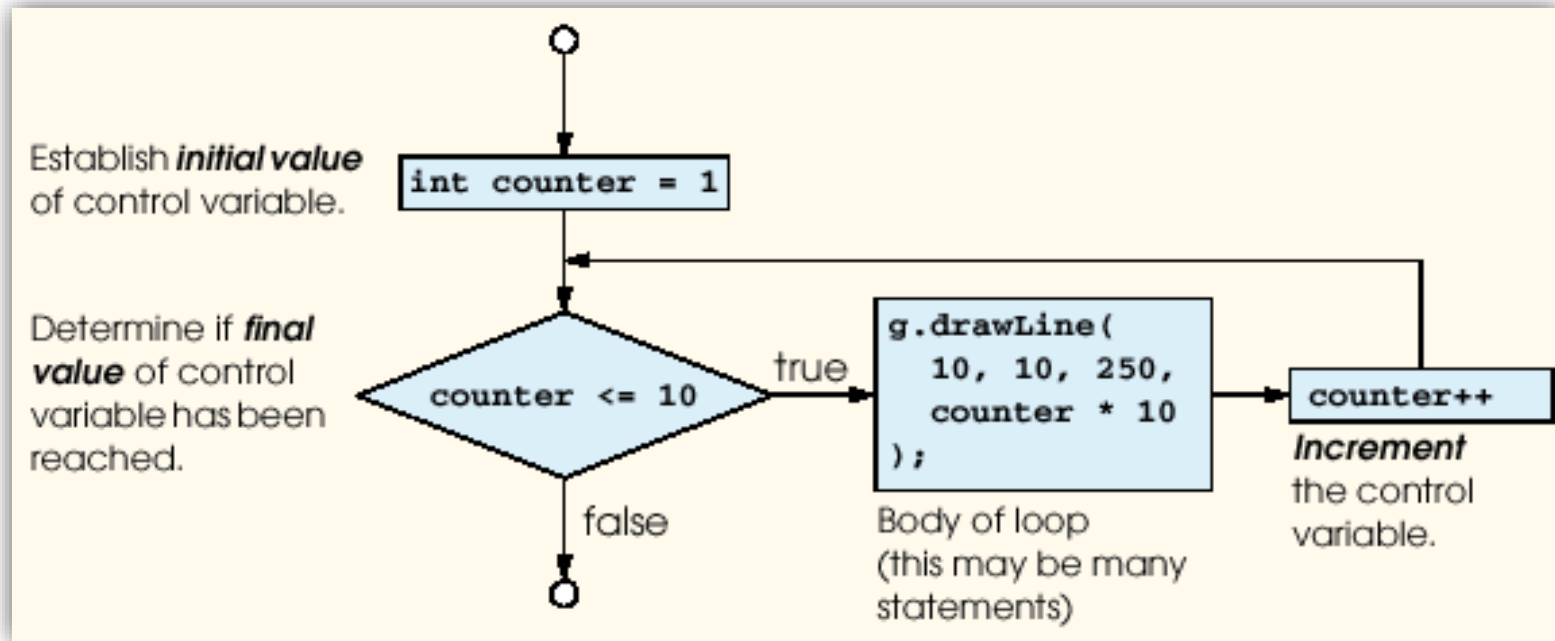 Establish initial value
of control variable.
int counter = 1
Determine if final
value of control
variable has been
reached.
counter <= 10
true
false
g.drawLine(
10, 10, 250,
counter * 10
);
Body of loop
(this may be many
statements)
counter++
Increment
the control
variable.